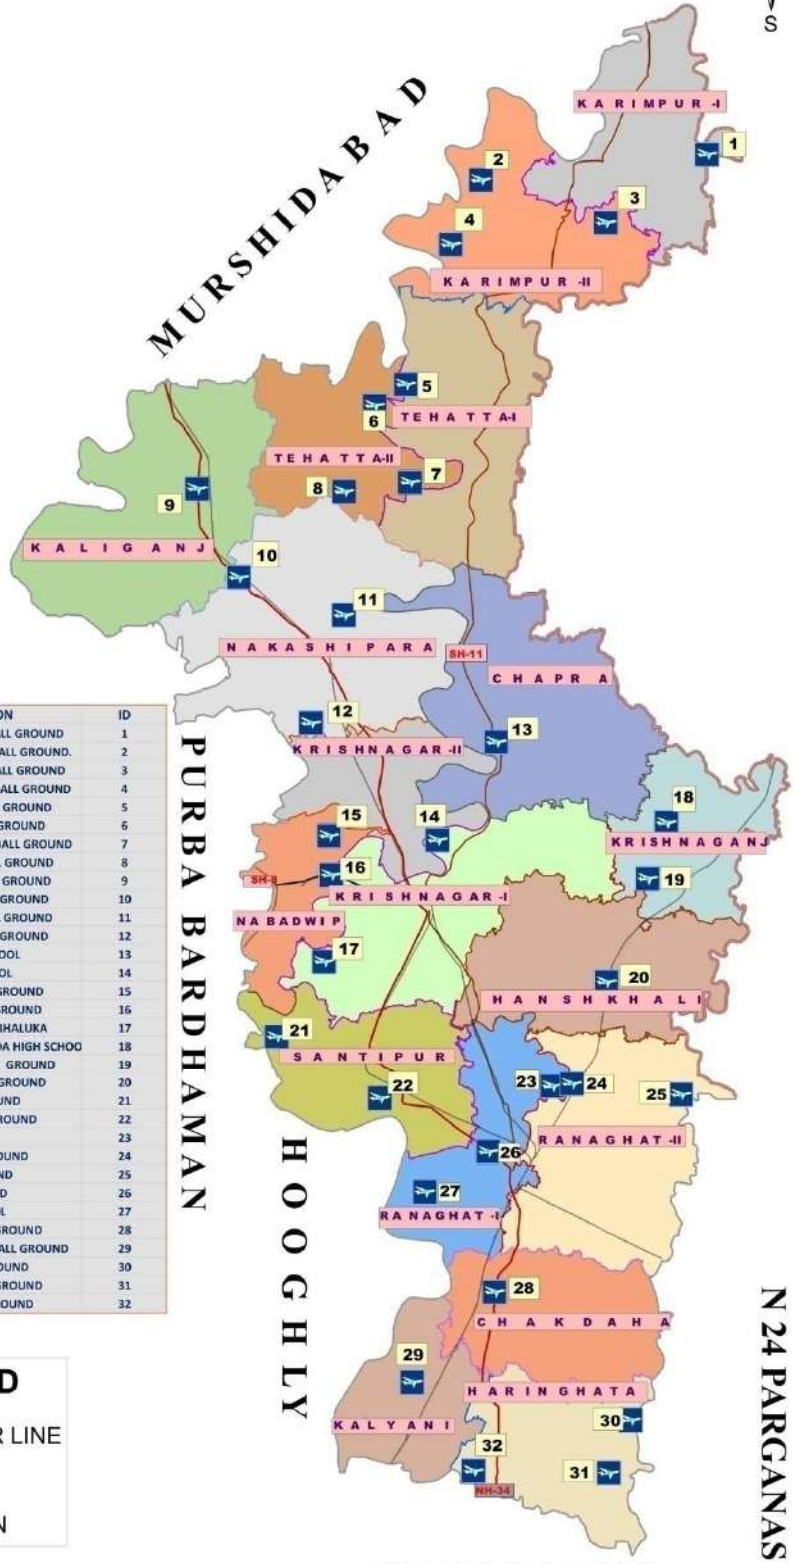 S
KARIMPUR -I
1
2
3
4
KARIMPUR -II
MURSHIDABAD
5
TEHATTA-I
6
TEHATTA-II
7
8
9
KALIGANJ
10
11
NAKASHIPARA
SH-11
CHAPRA
12
13
KRISHNAGAR -II
14
15
18
KRISHNAGANJ
16
SH-8
19
KRISHNAGAR -I
NABADWIP
17
20
HANSHKHALI
21
SANTIPUR
22
23
24
25
RANAGHAT -II
26
27
RANAGHAT -I
28
CHAKDAHA
29
HARINGHATA
30
KALYANI
32
31
NH-34
PURBA BARDHAMAN
HOOGHLY
N 24 PARGANAS
ON ID
LL GROUND 1
ALL GROUND. 2
ALL GROUND 3
ALL GROUND 4
GROUND 5
GROUND 6
BALL GROUND 7
GROUND 8
GROUND 9
GROUND 10
GROUND 11
GROUND 12
OOL 13
OL 14
GROUND 15
GROUND 16
BHALUKA 17
DA HIGH SCHOO 18
GROUND 19
GROUND 20
UND 21
ROUND 22
23
OUND 24
ND 25
D 26
L 27
GROUND 28
ALL GROUND 29
OUND 30
GROUND 31
OUND 32
D
R LINE
N